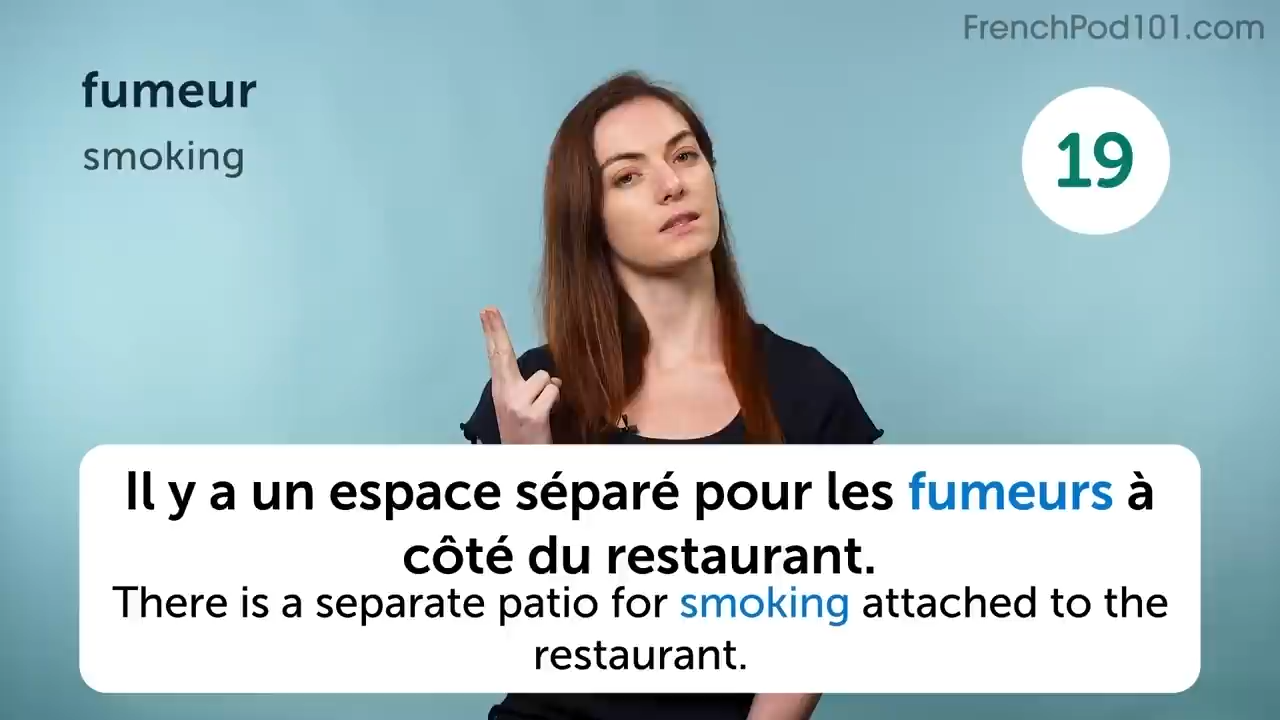 FrenchPod101.com
fumeur
smoking
19
Il y a un espace séparé pour les fumeurs à
côté du restaurant.
There is a separate patio for smoking attached to the
restaurant.